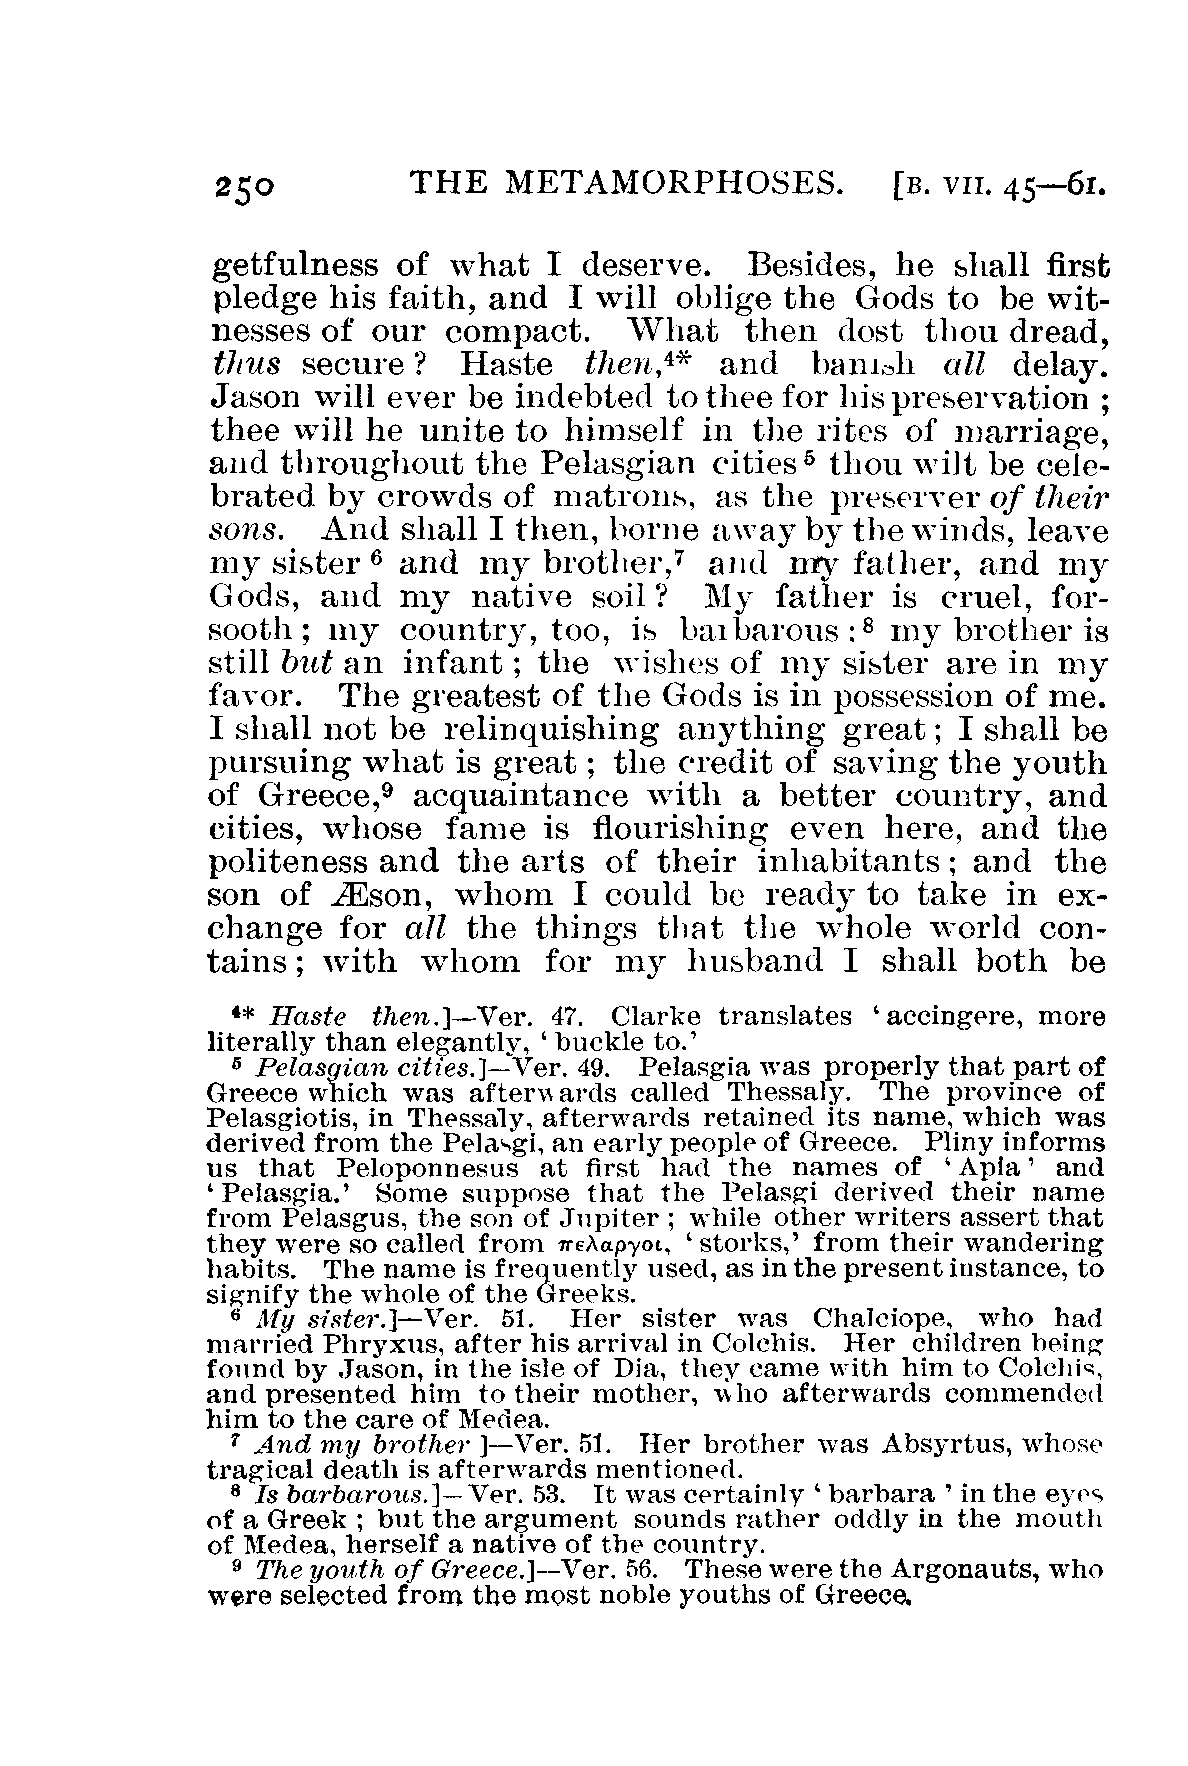 250 THE METAMORPHOSES. [B. VII. 45—61.
getfulness of what I deserve. Besides, he shall first
pledge his faith, and I will oblige the Gods to be wit-
nesses of our compact. What then dost thou dread,
thus secure? Haste then,4* and banish all delay.
Jason will ever be indebted to thee for his preservation ;
thee will he unite to himself in the rites of marriage,
and throughout the Pelasgian cities5 thou wilt be cele-
brated by crowds of matrons, as the preserver of their
sons. And shall I then, borne away by the winds, leave
my sister6 and my brother,7 and my father, and my
Gods, and my native soil? My father is cruel, for-
sooth; my country, too, is barbarous:8 my brother is
still but an infant; the wishes of my sister are in my
favor. The greatest of the Gods is in possession of me.
I shall not be relinquishing anything great; I shall be
pursuing what is great; the credit of saving the youth
of Greece,9 acquaintance with a better country, and
cities, whose fame is flourishing even here, and the
politeness and the arts of their inhabitants; and the
son of Æson, whom I could be ready to take in ex-
change for all the things that the whole world con-
tains; with whom for my husband I shall both be
4* Haste then.]—Ver. 47. Clarke translates ‘accingere, more
literally than elegantly, ‘buckle to.’
5 Pelasgian cities.]—Ver. 49. Pelasgia was properly that part of
Greece which was afterwards called Thessaly. The province of
Pelasgiotis, in Thessaly, afterwards retained its name, which was
derived from the Pelasgi, an early people of Greece. Pliny informs
us that Peloponnesus at first had the names of ‘Apia’ and
‘Pelasgia.’ Some suppose that the Pelasgi derived their name
from Pelasgus, the son of Jupiter; while other writers assert that
they were so called from πελαργοι, ‘storks,’ from their wandering
habits. The name is frequently used, as in the present instance, to
signify the whole of the Greeks.
6 My sister.]—Ver. 51. Her sister was Chalciope, who had
married Phryxus, after his arrival in Colchis. Her children being
found by Jason, in the isle of Dia, they came with him to Colchis,
and presented him to their mother, who afterwards commended
him to the care of Medea.
7 And my brother ]—Ver. 51. Her brother was Absyrtus, whose
tragical death is afterwards mentioned.
8 Is barbarous.]—Ver. 53. It was certainly ‘barbara’ in the eyes
of a Greek ; but the argument sounds rather oddly in the mouth
of Medea, herself a native of the country.
9 The youth of Greece.]—Ver. 56. These were the Argonauts, who
were selected from the most noble youths of Greece.